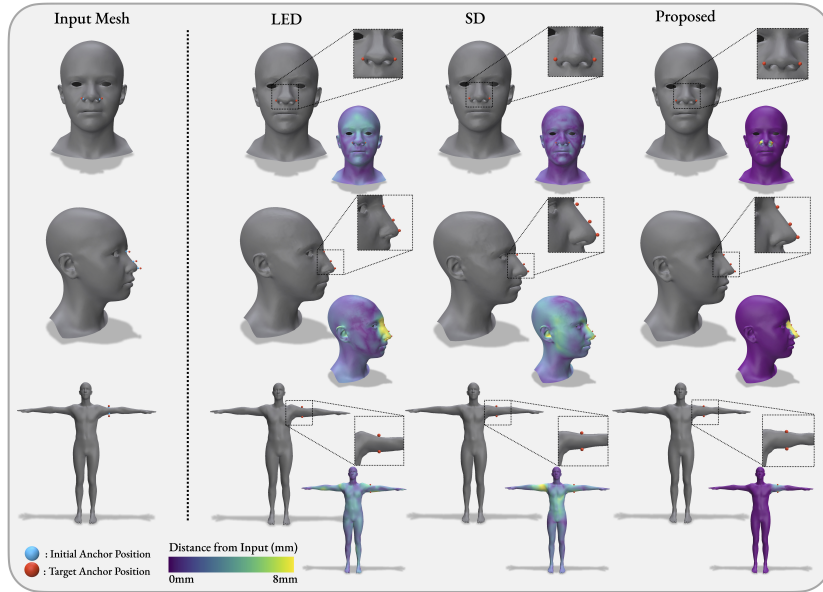 Input Mesh
LED
SD
Proposed
: Initial Anchor Position
: Target Anchor Position
Distance from Input (mm)
0mm
8mm